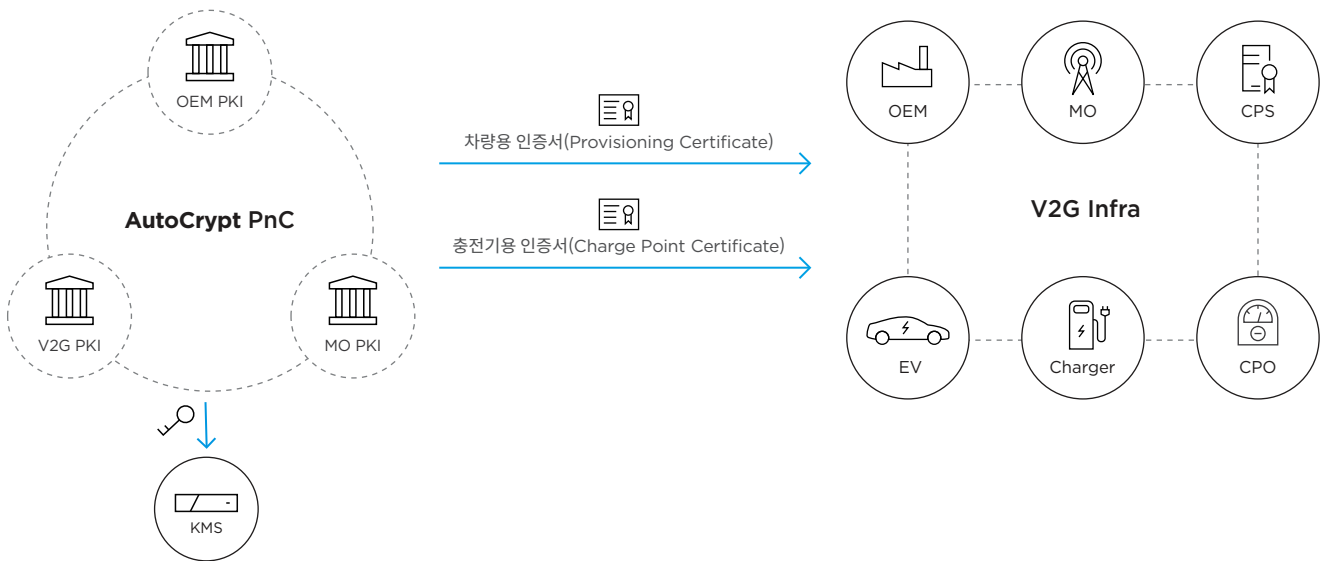 OEM PKI
AutoCrypt PnC
V2G PKI
MO PKI
KMS
차량용 인증서(Provisioning Certificate)
충전기용 인증서(Charge Point Certificate)
OEM
MO
CPS
V2G Infra
EV
Charger
CPO